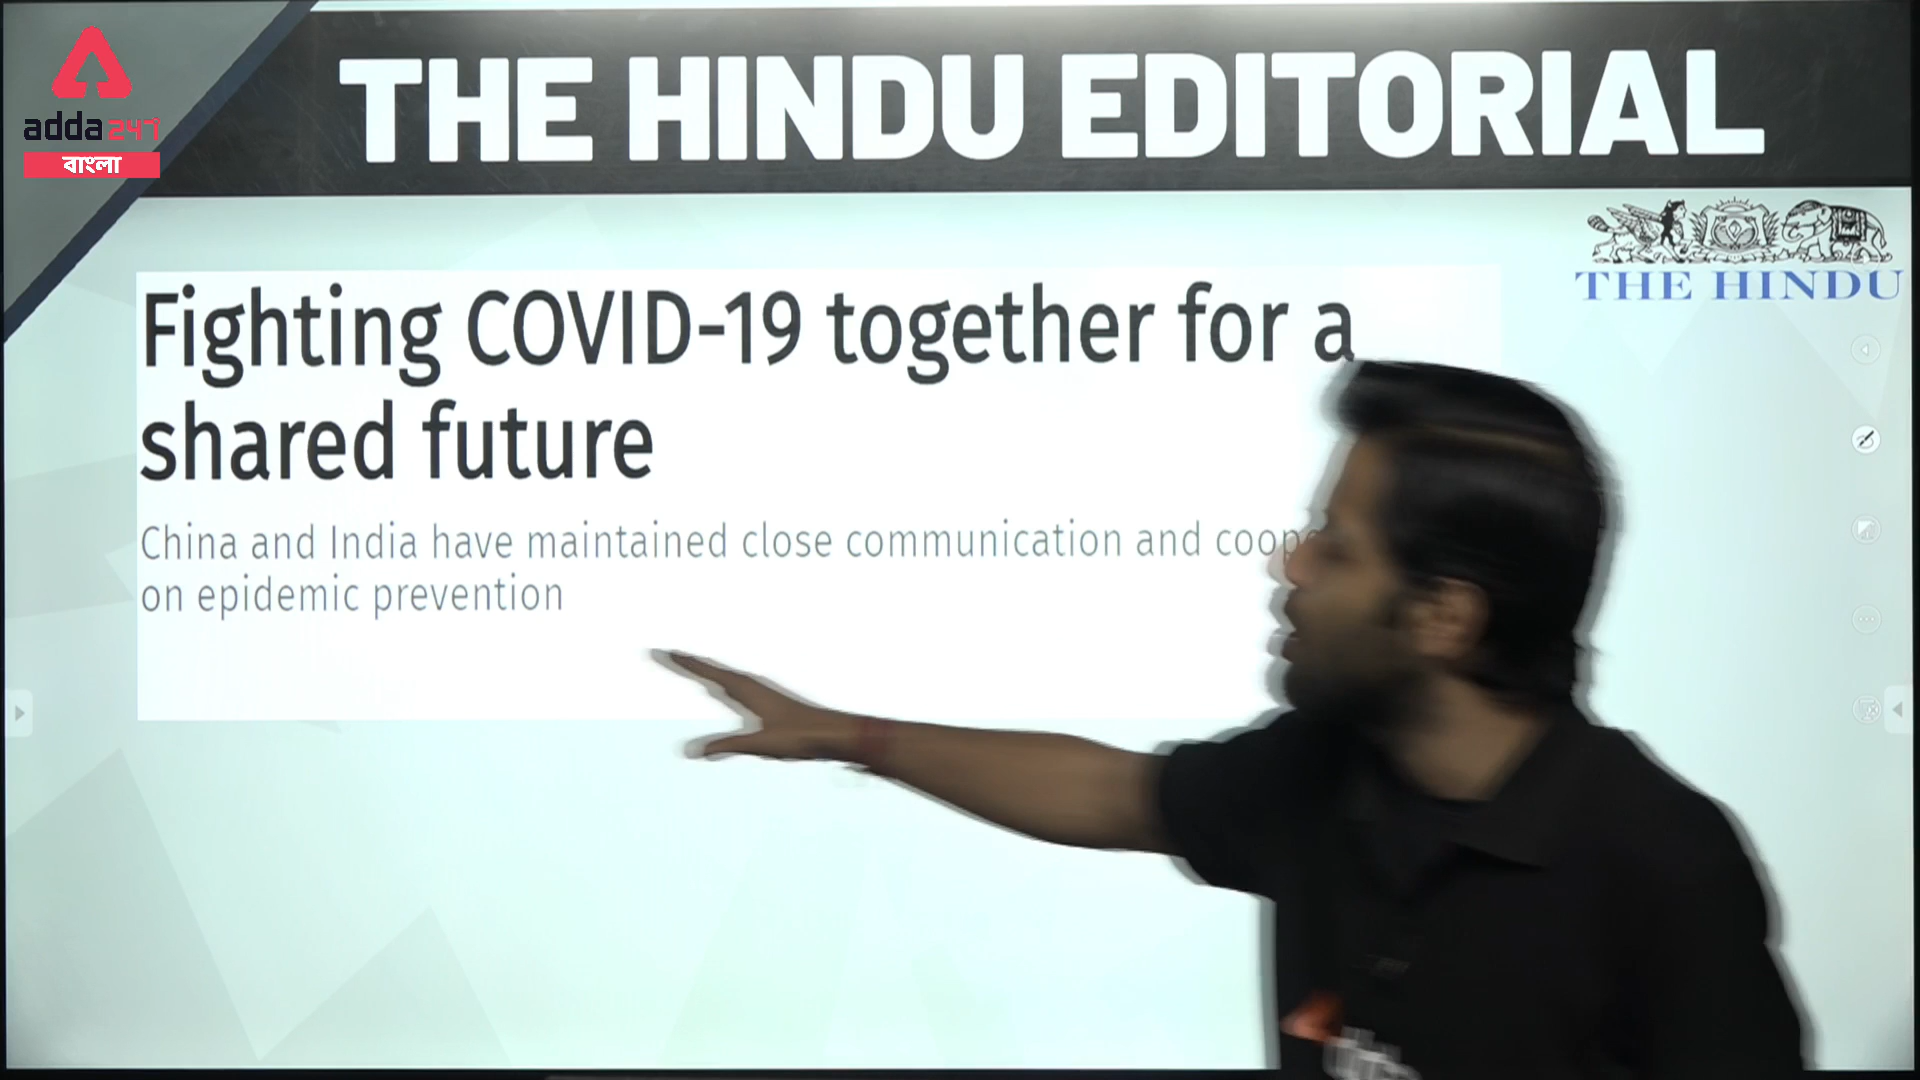 THE HINDU EDITORIAL
adda247
বাংলা
THE HINDU
Fighting COVID-19 together for a
shared future
China and India have maintained close communication and
on epidemic prevention